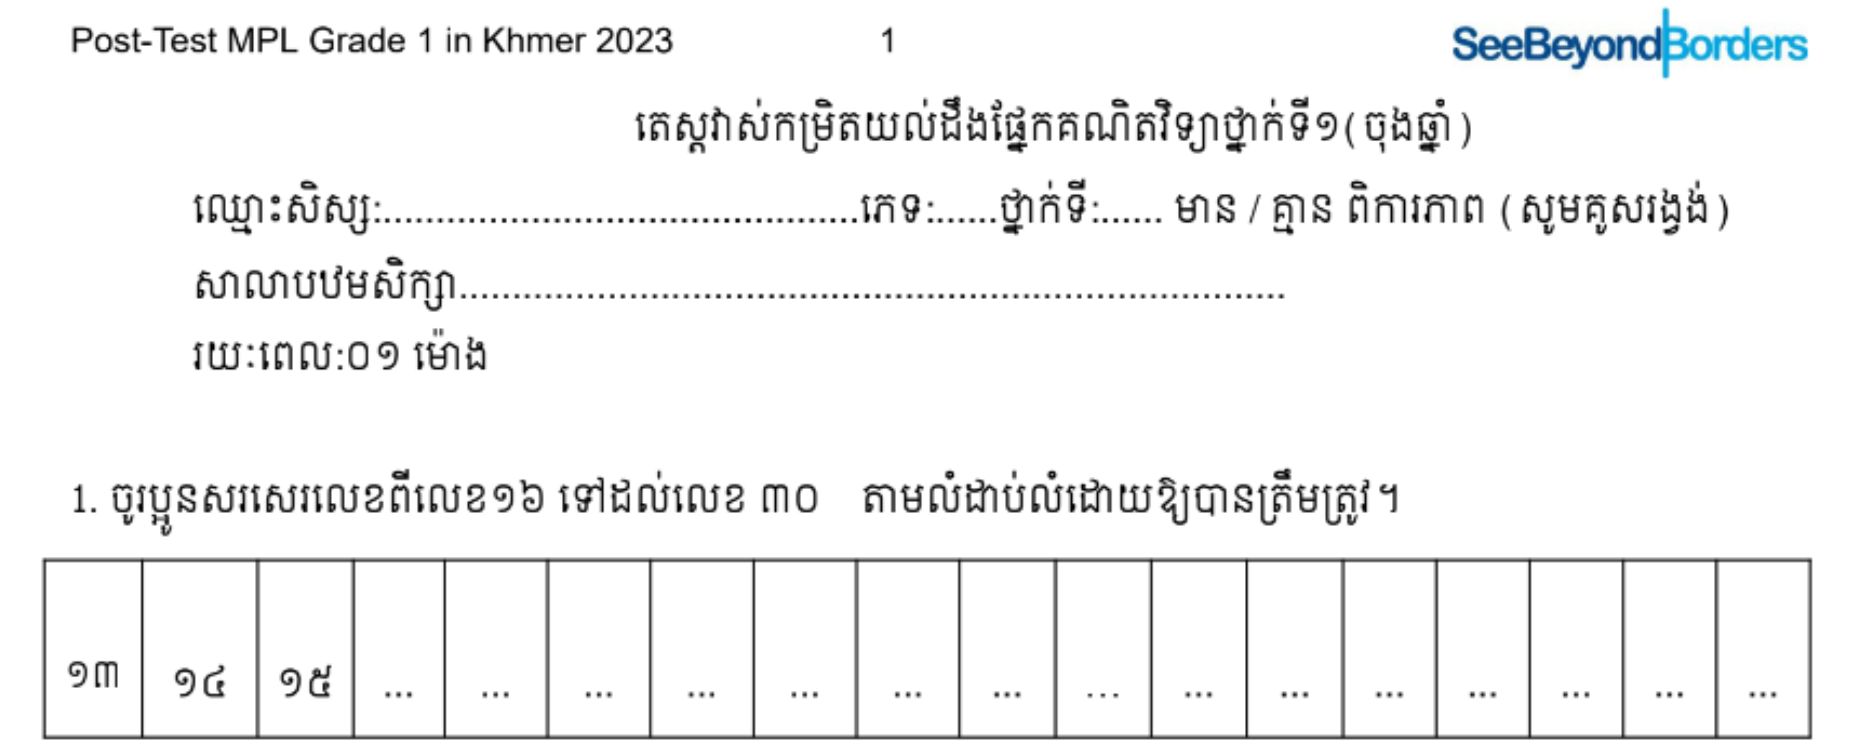 Post-Test MPL Grade 1 in Khmer 2023 1 SeeBeyondBorders
តេស្តវាស់កម្រិតយល់ដឹងផ្នែកគណិតវិទ្យាថ្នាក់ទី១(ចុងឆ្នាំ)
ឈ្មោះសិស្ស:..............................................ភេទ:......ថ្នាក់ទី:...... មាន / គ្មាន ពិការភាព (សូមគូសរង្វង់)
សាលាបឋមសិក្សា................................................................................
រយ:ពេល:០១ ម៉ោង
1. ចូរប្អូនសរសេរលេខពីលេខ១៦ ទៅដល់លេខ ៣០ តាមលំដាប់លំដោយឱ្យបានត្រឹមត្រូវ។
១៣ ១៤ ១៥ ... ... ... ... ... ... ... ... ... ... ... ... ... ... ...